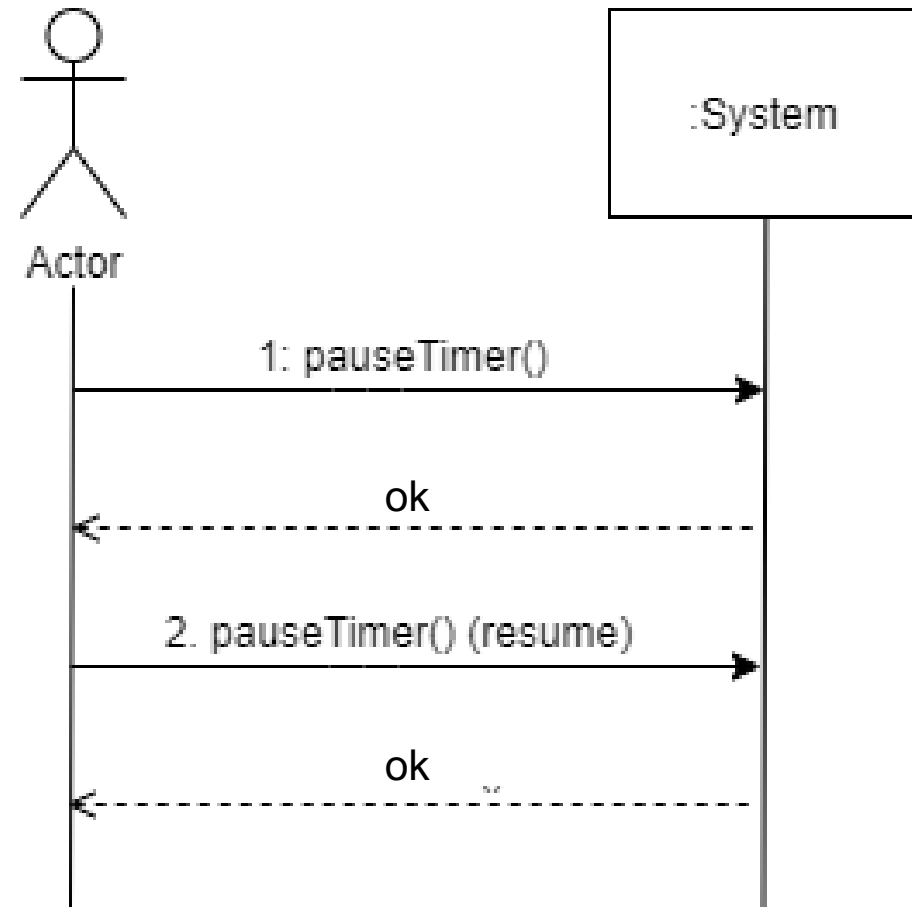 :System
Actor
1: pauseTimer()
ok
2. pauseTimer() (resume)
ok